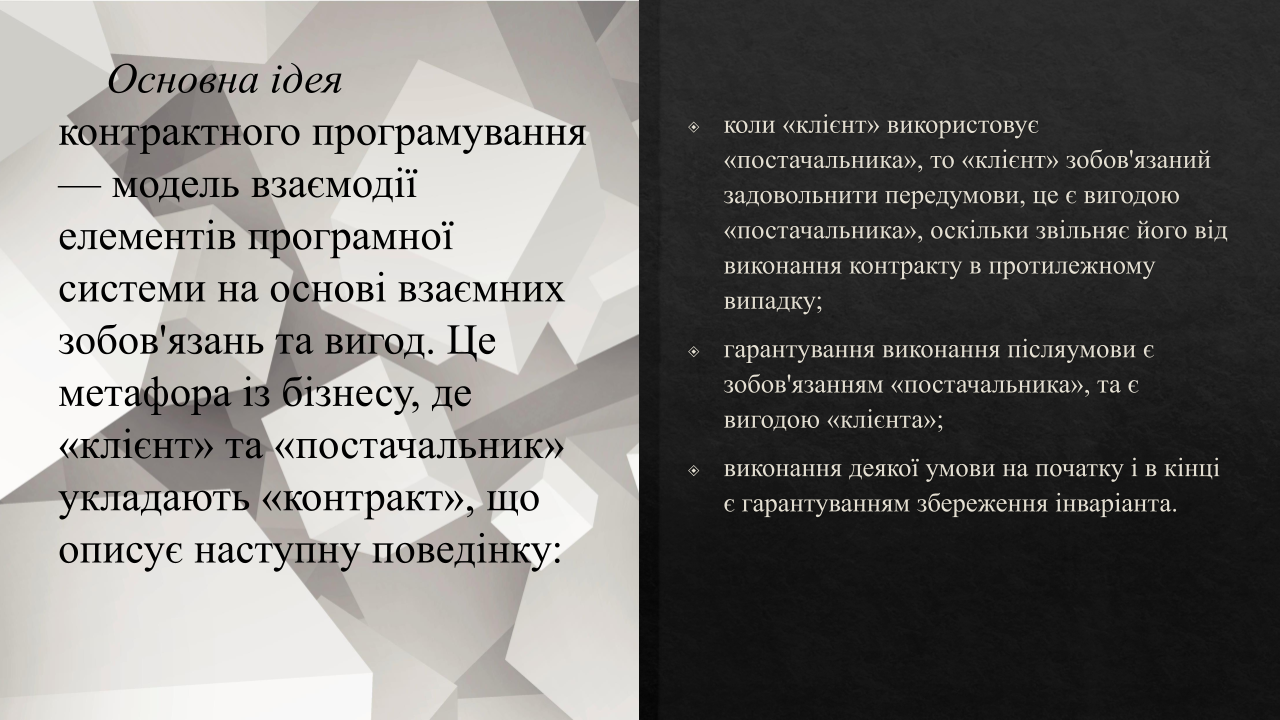 Основна ідея
контрактного програмування
— модель взаємодії
елементів програмної
системи на основі взаємних
зобов'язань та вигод. Це
метафора із бізнесу, де
«клієнт» та «постачальник»
укладають «контракт», що
описує наступну поведінку:
коли «клієнт» використовує
«постачальника», то «клієнт» зобов'язаний
задовольнити передумови, це є вигодою
«постачальника», оскільки звільняє його від
виконання контракту в протилежному
випадку;
гарантування виконання післяумови є
зобов'язанням «постачальника», та є
вигодою «клієнта»;
виконання деякої умови на початку і в кінці
є гарантуванням збереження інваріанта.